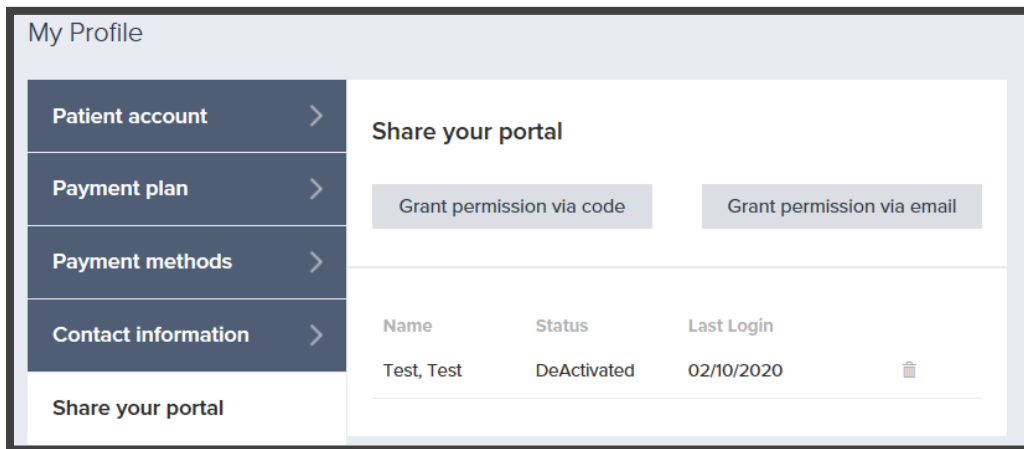 My Profile
Patient account
Payment plan
Payment methods
Contact information
Share your portal
Share your portal
Grant permission via code Grant permission via email
Name Status Last Login
Test, Test DeActivated 02/10/2020